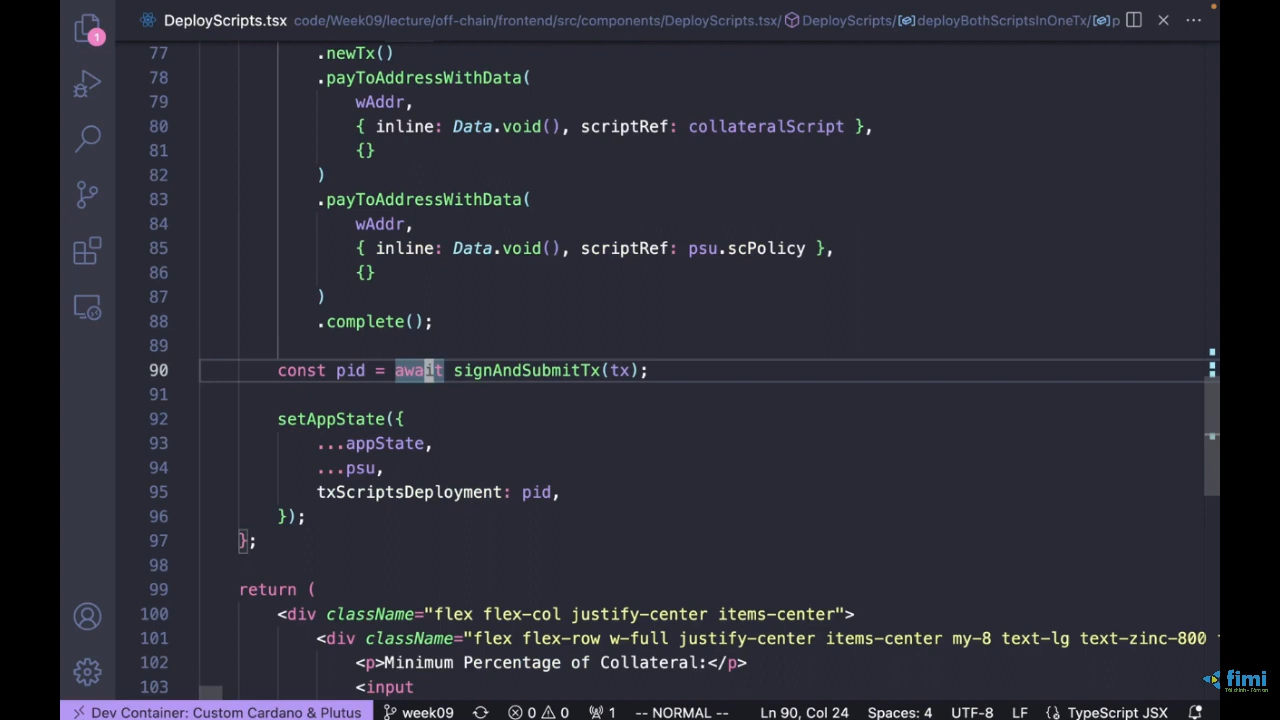 DeployScripts.tsx code/Week09/lecture/off-chain/frontend/src/components/DeployScripts.tsx/ DeployScripts/ deployBothScriptsInOneTx/ p ...
1
77 .newTx()
78 .payToAddressWithData(
79 wAddr,
80 { inline: Data.void(), scriptRef: collateralScript },
81 {}
82 )
83 .payToAddressWithData(
84 wAddr,
85 { inline: Data.void(), scriptRef: psu.scPolicy },
86 {}
87 )
88 .complete();
89
90 const pid = await signAndSubmitTx(tx);
91
92 setAppState({
93 ...appState,
94 ...psu,
95 txScriptsDeployment: pid,
96 });
97 };
98
99 return (
100 <div className="flex flex-col justify-center items-center">
101 <div className="flex flex-row w-full justify-center items-center my-8 text-lg text-zinc-800
102 <p>Minimum Percentage of Collateral:</p>
103 <input
fimi
Dev Container: Custom Cardano & Plutus week09 0 0 1 -- NORMAL -- Ln 90, Col 24 Spaces: 4 UTF-8 LF {} TypeScript JSX